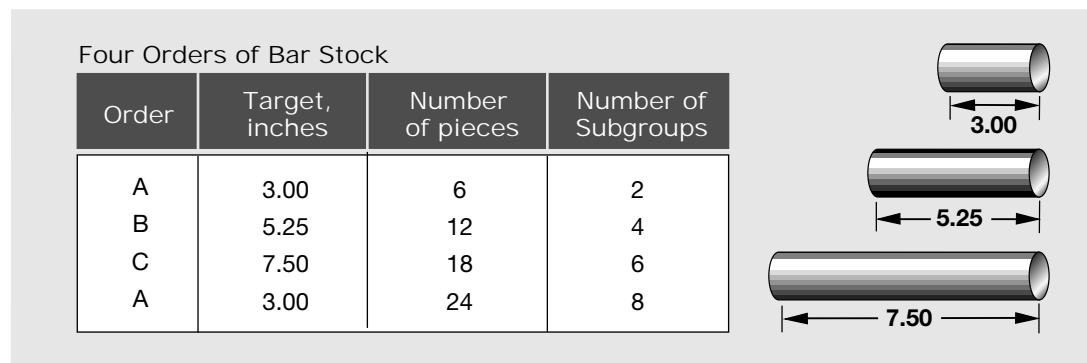 Four Orders of Bar Stock
Order Target, inches Number of pieces Number of Subgroups
A 3.00 6 2
B 5.25 12 4
C 7.50 18 6
A 3.00 24 8
3.00
5.25
7.50